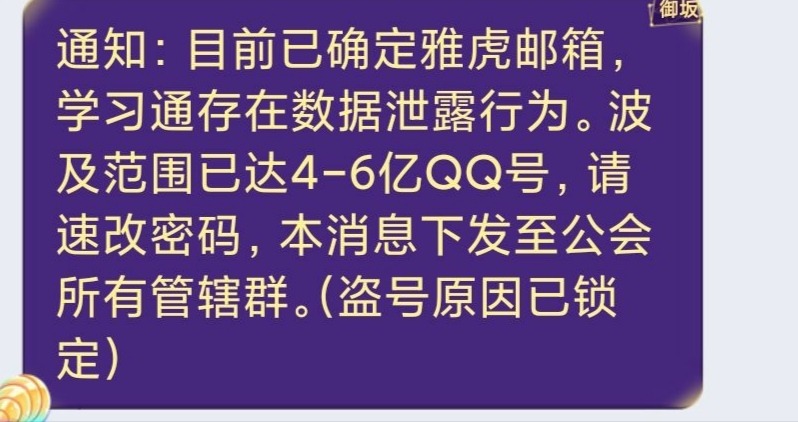 御坂
通知：目前已确定雅虎邮箱，
学习通存在数据泄露行为。波
及范围已达4-6亿QQ号，请
速改密码，本消息下发至公会
所有管辖群。（盗号原因已锁
定）